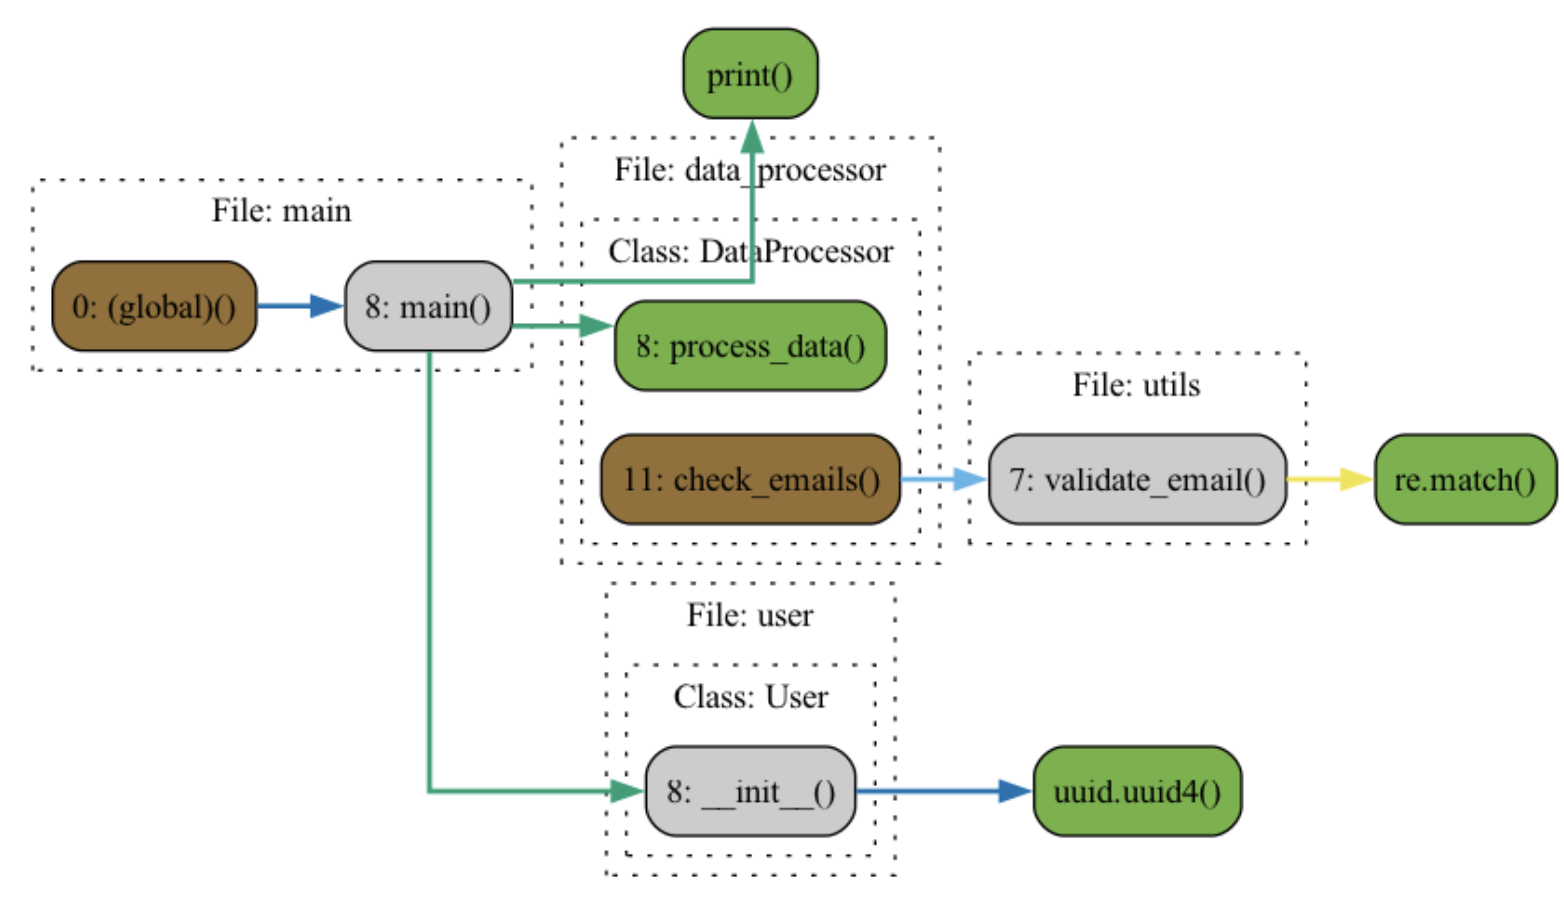 print()
File: data_processor
File: main
Class: DataProcessor
0: (global)()
8: main()
8: process_data()
File: utils
11: check_emails()
7: validate_email()
re.match()
File: user
Class: User
8: __init__()
uuid.uuid4()